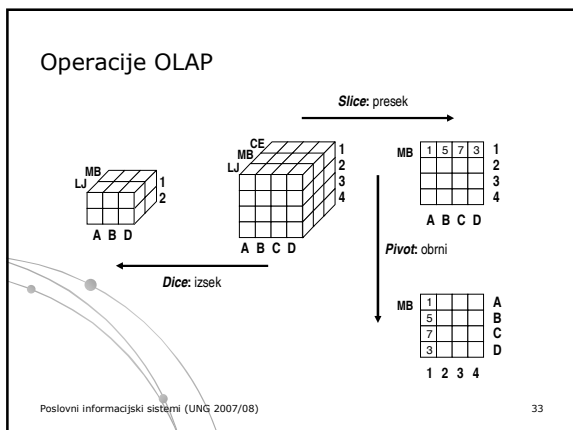 Operacije OLAP
Slice: presek
CE
MB
LJ
1
2
3
4
A B C D
MB
LJ
1
2
A B D
Dice: izsek
MB
1 5 7 3
1
2
3
4
A B C D
Pivot: obrni
MB
1
5
7
3
A
B
C
D
1 2 3 4
Poslovni informacijski sistemi (UNG 2007/08)
33